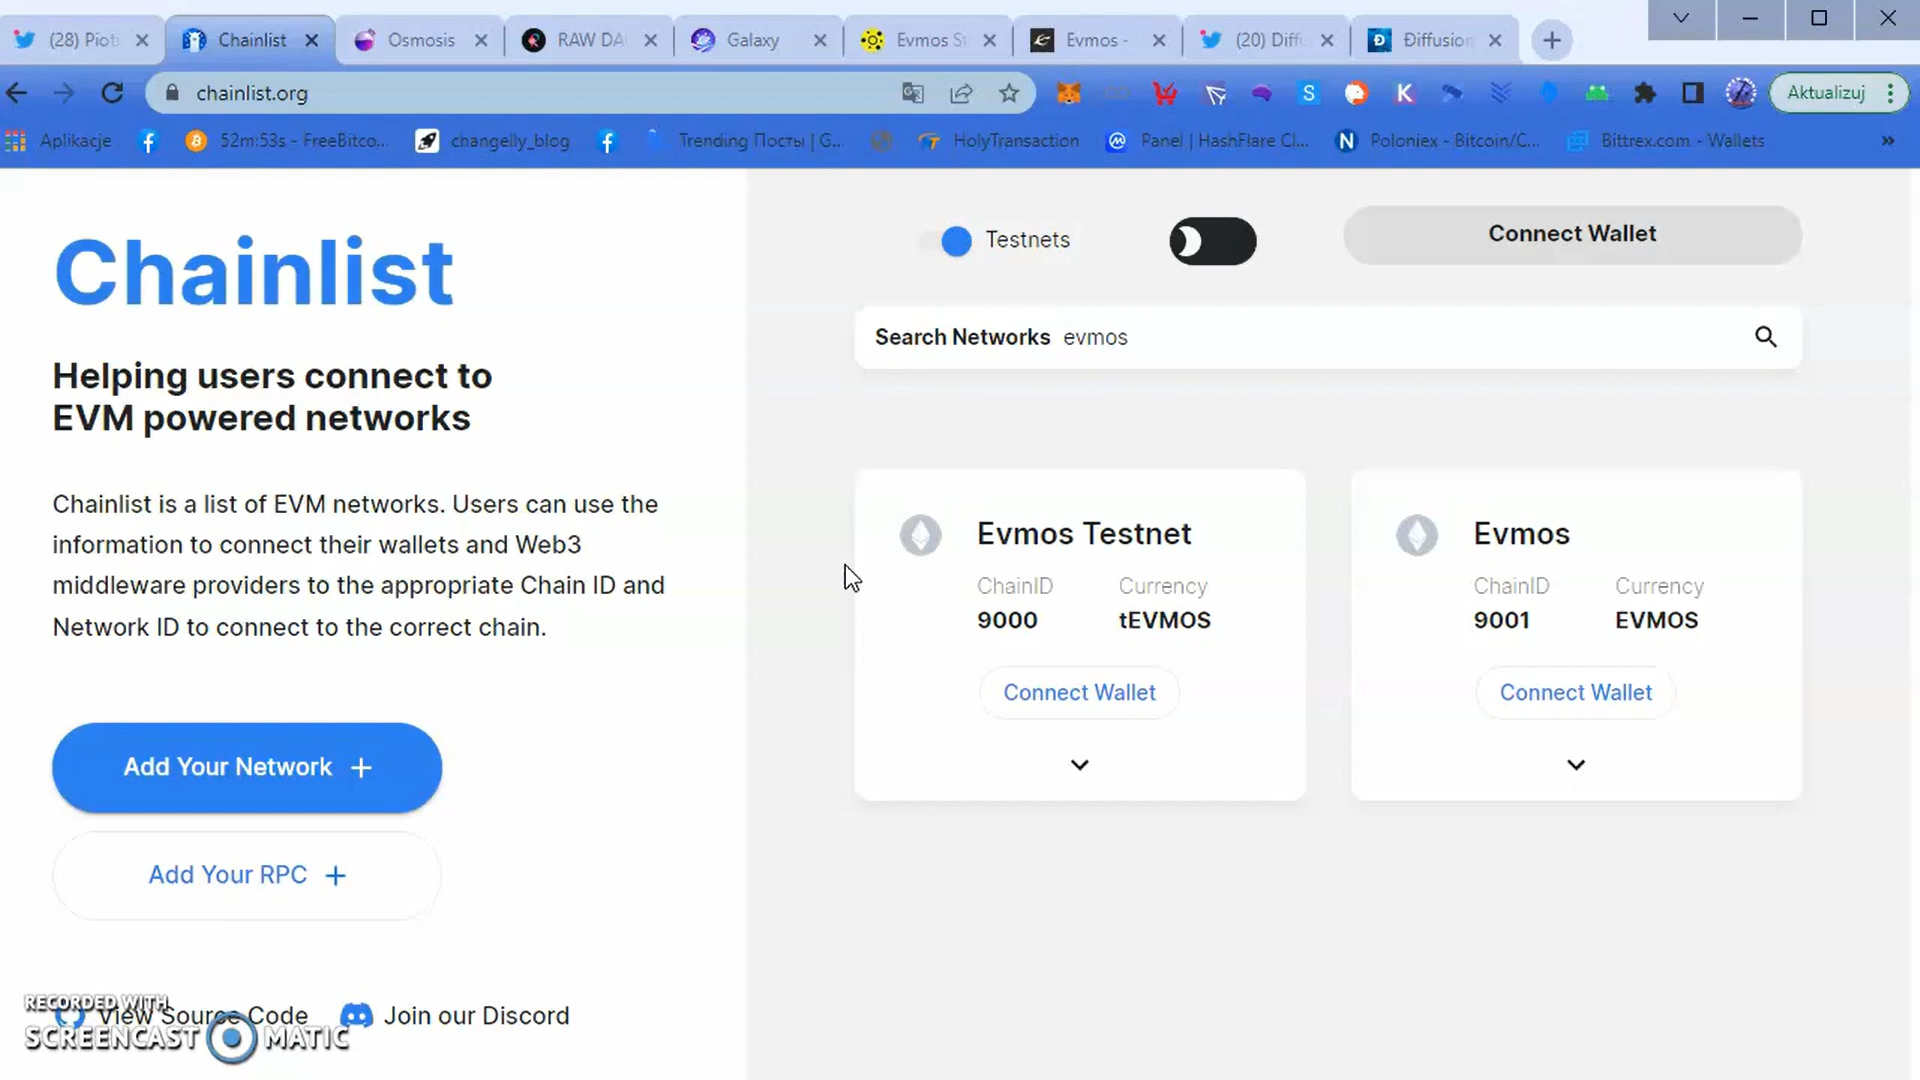 (28) Piot
Chainlist
Osmosis
RAW DA
Galaxy
Evmos S
Evmos -
(20) Diff
Diffusion
chainlist.org
Aktualizuj
Aplikacje
52m:53s - FreeBitco...
changelly_blog
Trending Посты | G...
HolyTransaction
Panel | HashFlare Cl...
Poloniex - Bitcoin/C...
Bittrex.com - Wallets
»
Chainlist
Helping users connect to
EVM powered networks
Chainlist is a list of EVM networks. Users can use the
information to connect their wallets and Web3
middleware providers to the appropriate Chain ID and
Network ID to connect to the correct chain.
Add Your Network +
Add Your RPC +
View Source Code
Join our Discord
RECORDED WITH
SCREENCAST MATIC
Testnets
Connect Wallet
Search Networks evmos
Evmos Testnet
ChainID Currency
9000 tEVMOS
Connect Wallet
Evmos
ChainID Currency
9001 EVMOS
Connect Wallet